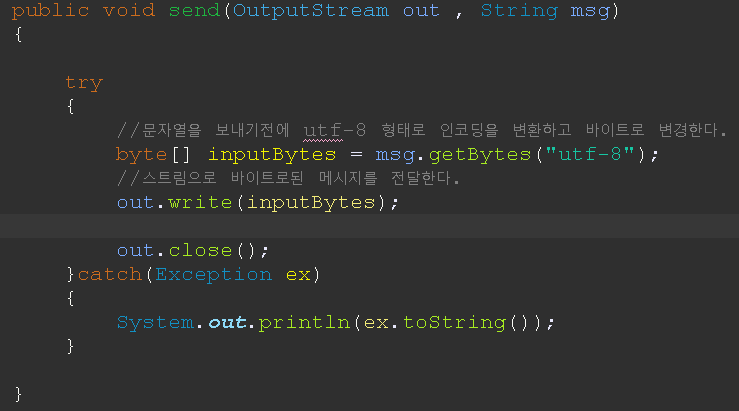 public void send(OutputStream out , String msg)
{
try
{
//문자열을 보내기전에 utf-8 형태로 인코딩을 변환하고 바이트로 변경한다.
byte[] inputBytes = msg.getBytes("utf-8");
//스트림으로 바이트로된 메시지를 전달한다.
out.write(inputBytes);
out.close();
}catch(Exception ex)
{
System.out.println(ex.toString());
}
}